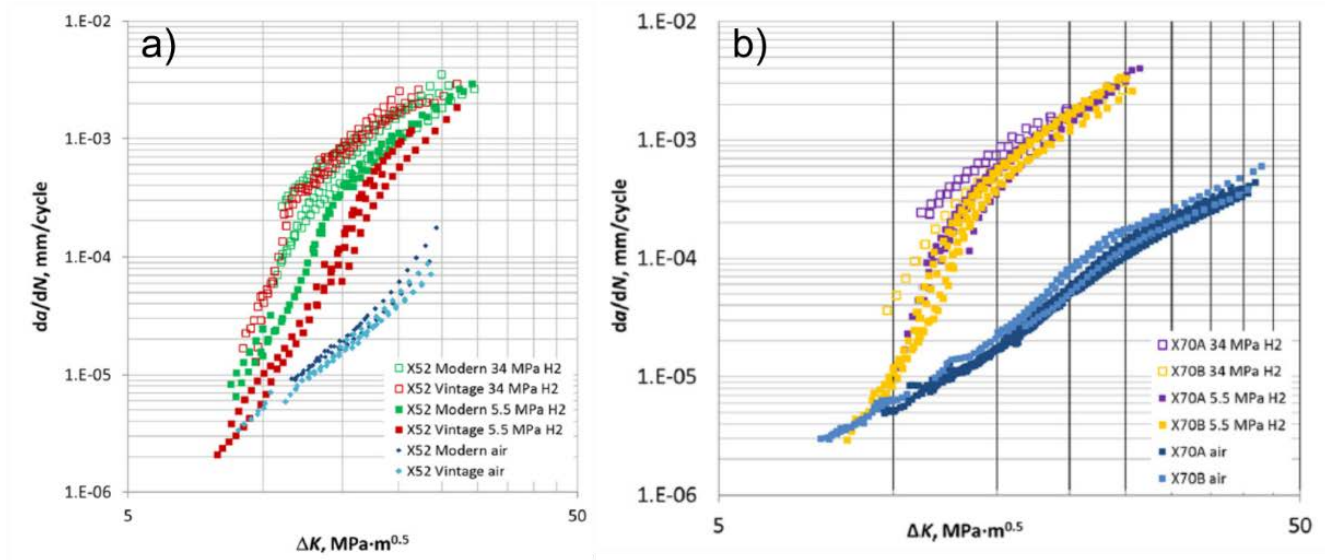 a)
1.E-02
1.E-03
1.E-04
1.E-05
1.E-06
da/dN, mm/cycle
X52 Modern 34 MPa H2
X52 Vintage 34 MPa H2
X52 Modern 5.5 MPa H2
X52 Vintage 5.5 MPa H2
X52 Modern air
X52 Vintage air
5
50
ΔK, MPa·m^0.5
b)
1.E-02
1.E-03
1.E-04
1.E-05
1.E-06
da/dN, mm/cycle
X70A 34 MPa H2
X70B 34 MPa H2
X70A 5.5 MPa H2
X70B 5.5 MPa H2
X70A air
X70B air
5
50
ΔK, MPa·m^0.5